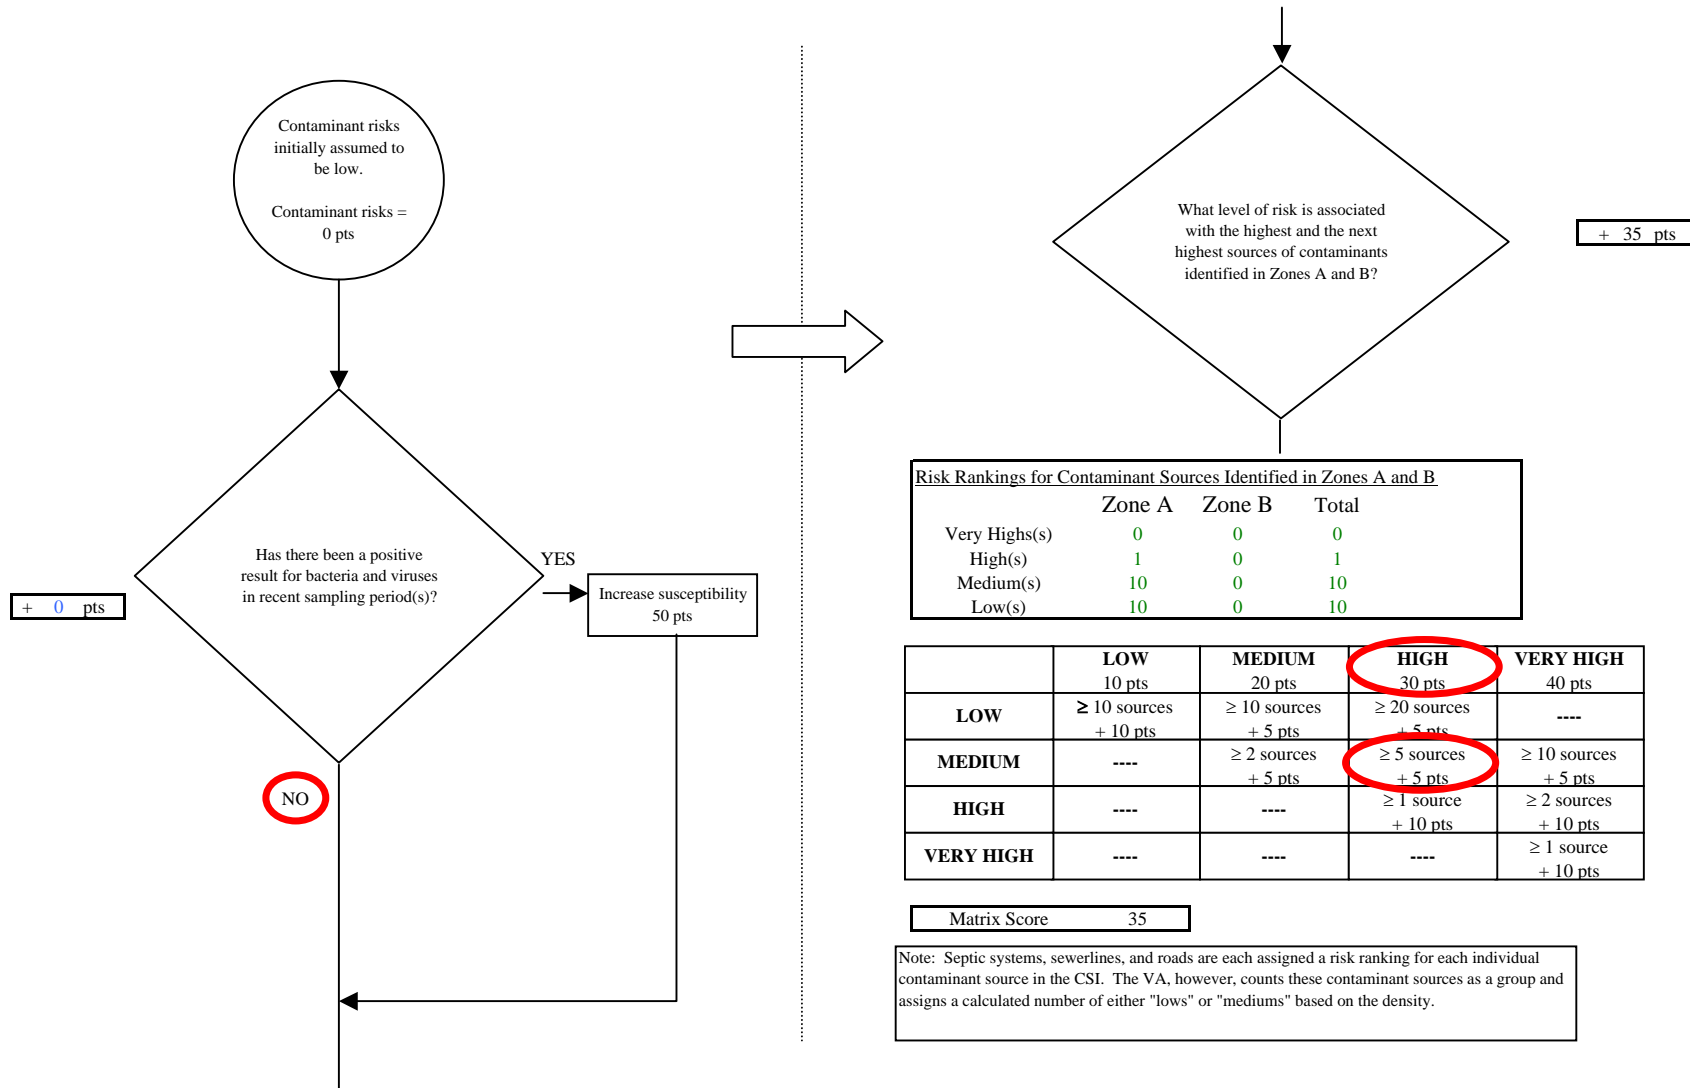 Contaminant risks
initially assumed to
be low.
Contaminant risks =
0 pts
Has there been a positive
result for bacteria and viruses
in recent sampling period(s)?
YES
+ 0 pts
Increase susceptibility
50 pts
NO
What level of risk is associated
with the highest and the next
highest sources of contaminants
identified in Zones A and B?
+ 35 pts
Risk Rankings for Contaminant Sources Identified in Zones A and B
Zone A Zone B Total
Very Highs(s) 0 0 0
High(s) 1 0 1
Medium(s) 10 0 10
Low(s) 10 0 10
LOW MEDIUM HIGH VERY HIGH
10 pts 20 pts 30 pts 40 pts
LOW ≥ 10 sources ≥ 10 sources ≥ 20 sources ----
+ 10 pts + 5 pts + 5 pts
MEDIUM ---- ≥ 2 sources ≥ 5 sources ≥ 10 sources
+ 5 pts + 5 pts + 5 pts
HIGH ---- ---- ≥ 1 source ≥ 2 sources
+ 10 pts + 10 pts
VERY HIGH ---- ---- ---- ≥ 1 source
+ 10 pts
Matrix Score 35
Note: Septic systems, sewerlines, and roads are each assigned a risk ranking for each individual
contaminant source in the CSI. The VA, however, counts these contaminant sources as a group and
assigns a calculated number of either "lows" or "mediums" based on the density.